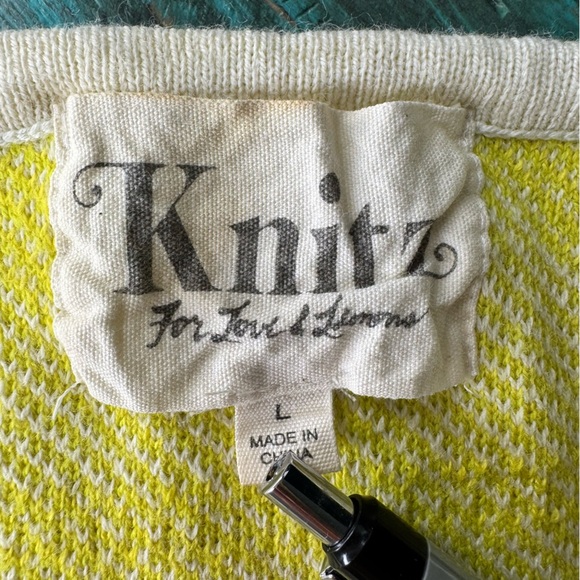 Knitz
For Love & Lemons
L
MADE IN
CHINA